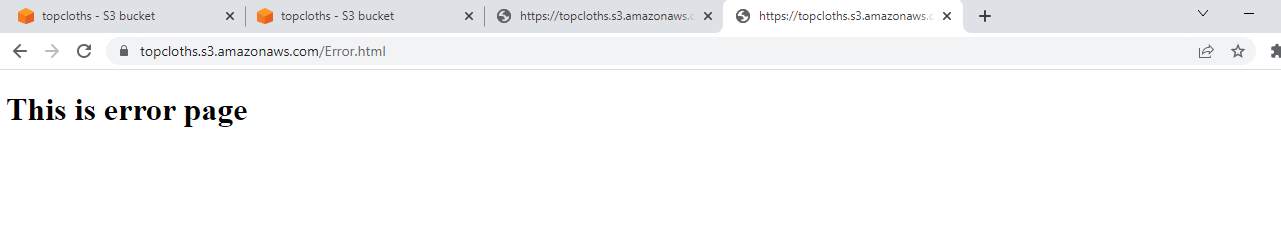 topcloths - S3 bucket
topcloths - S3 bucket
https://topcloths.s3.amazonaws.c
https://topcloths.s3.amazonaws.c
topcloths.s3.amazonaws.com/Error.html
This is error page